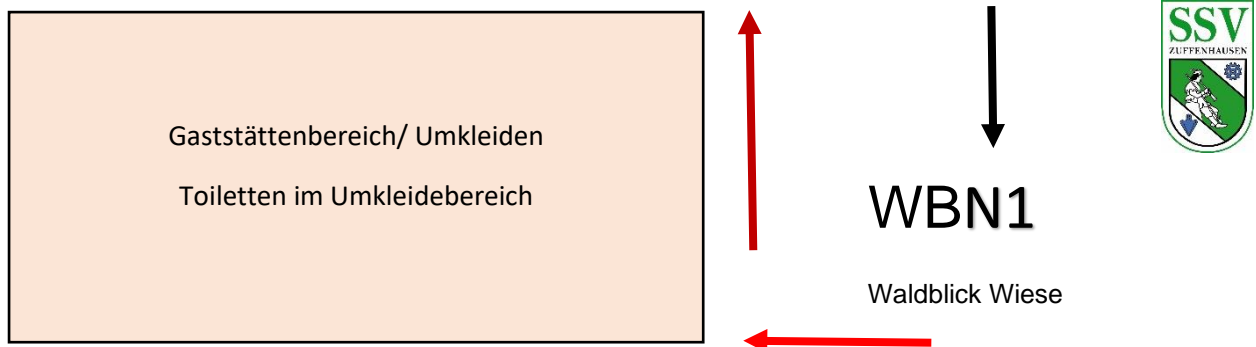 SSV
ZUFFENHAUSEN
Gaststättenbereich/ Umkleiden
Toiletten im Umkleidebereich
WBN1
Waldblick Wiese